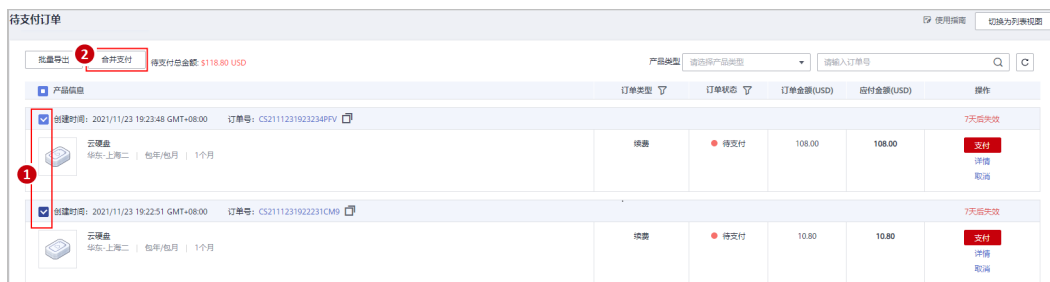 待支付订单
使用指南
切换为列表视图
批量导出
2
合并支付
待支付总金额: $118.80 USD
产品类型
请选择产品类型
请输入订单号
产品信息
订单类型
订单状态
订单金额(USD)
应付金额(USD)
操作
创建时间: 2021/11/23 19:23:48 GMT+08:00 订单号: CS2111231923234PFV
7天后失效
云硬盘
华东-上海二 | 包年/包月 | 1个月
续费
待支付
108.00
108.00
支付
详情
取消
1
创建时间: 2021/11/23 19:22:51 GMT+08:00 订单号: CS2111231922231CM9
7天后失效
云硬盘
华东-上海二 | 包年/包月 | 1个月
续费
待支付
10.80
10.80
支付
详情
取消